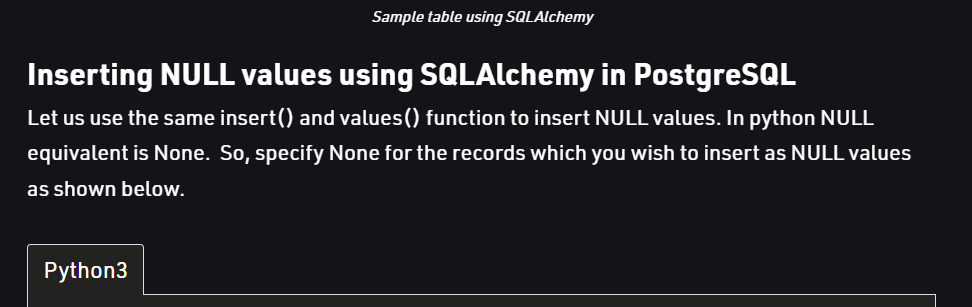 Sample table using SQLAlchemy
Inserting NULL values using SQLAlchemy in PostgreSQL
Let us use the same insert() and values() function to insert NULL values. In python NULL
equivalent is None.  So, specify None for the records which you wish to insert as NULL values
as shown below.
Python3